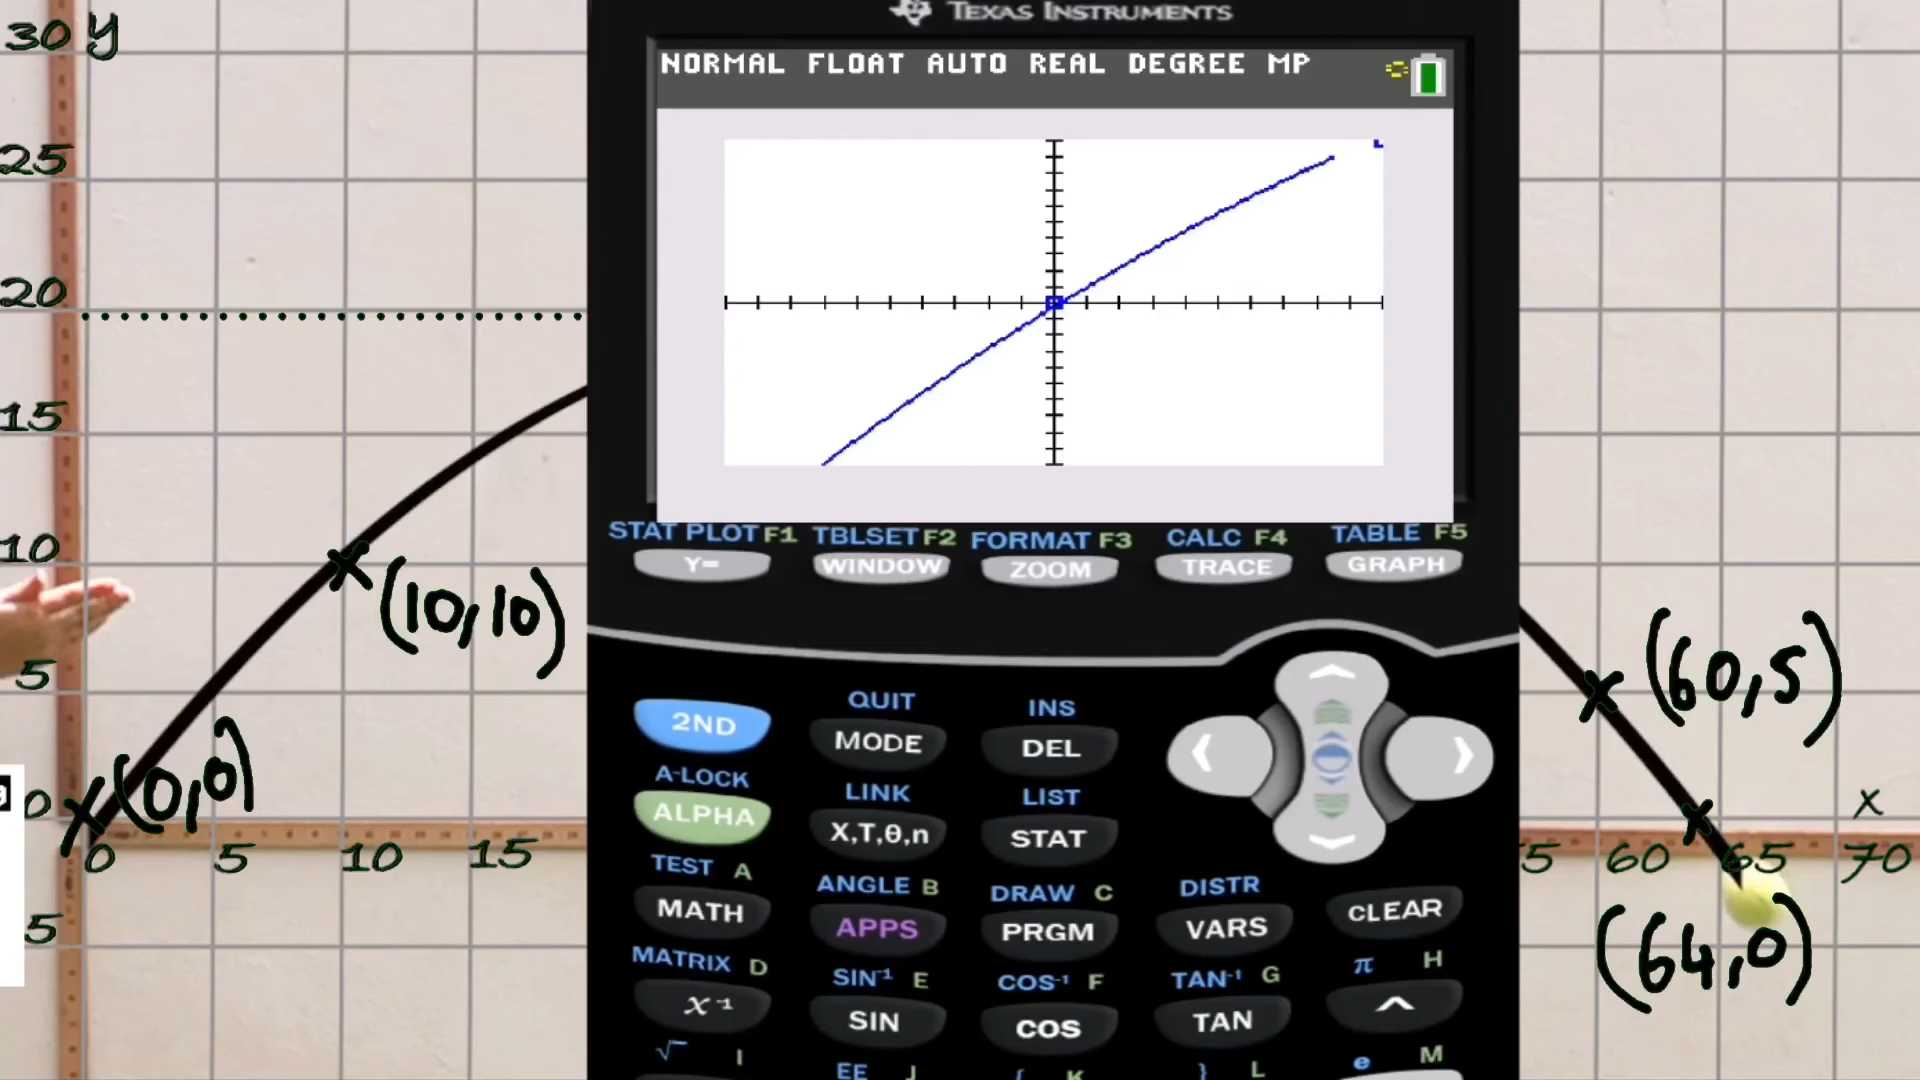 TEXAS INSTRUMENTS
NORMAL FLOAT AUTO REAL DEGREE MP
30 y
25
20
15
10
5
0
5
(10,10)
(0,0)
0 5 10 15
(60,5)
x
60 65 70
(64,0)
STAT PLOT F1 TBLSET F2 FORMAT F3 CALC F4 TABLE F5
Y= WINDOW ZOOM TRACE GRAPH
QUIT INS
2ND MODE DEL
A-LOCK LINK LIST
ALPHA X,T,θ,n STAT
TEST A ANGLE B DRAW C DISTR
MATH APPS PRGM VARS CLEAR
MATRIX D SIN⁻¹ E COS⁻¹ F TAN⁻¹ G π H
x⁻¹ SIN COS TAN ^
√ I EE J { K } L e M